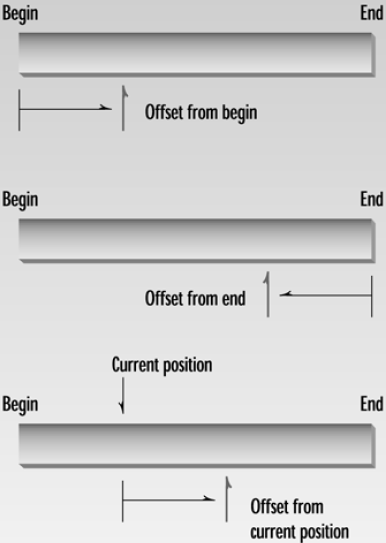 Begin End
Offset from begin
Begin End
Offset from end
Current position
Begin End
Offset from
current position